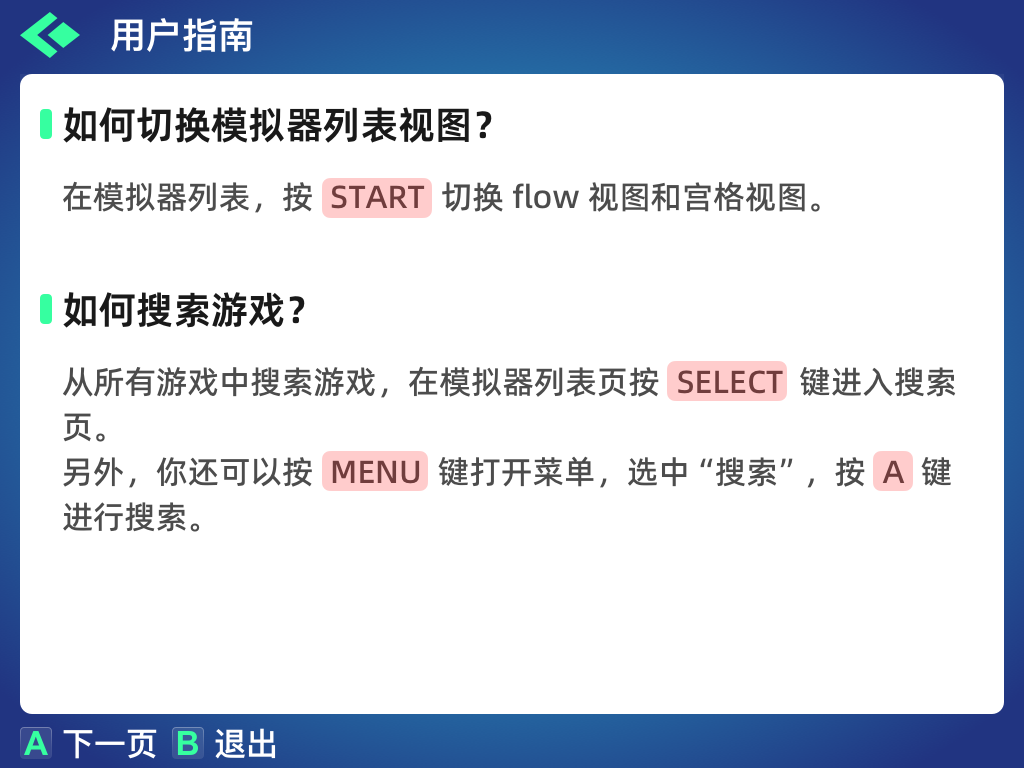 用户指南
如何切换模拟器列表视图？
在模拟器列表，按 START 切换 flow 视图和宫格视图。
如何搜索游戏？
从所有游戏中搜索游戏，在模拟器列表页按 SELECT 键进入搜索
页。
另外，你还可以按 MENU 键打开菜单，选中“搜索”，按 A 键
进行搜索。
A 下一页 B 退出